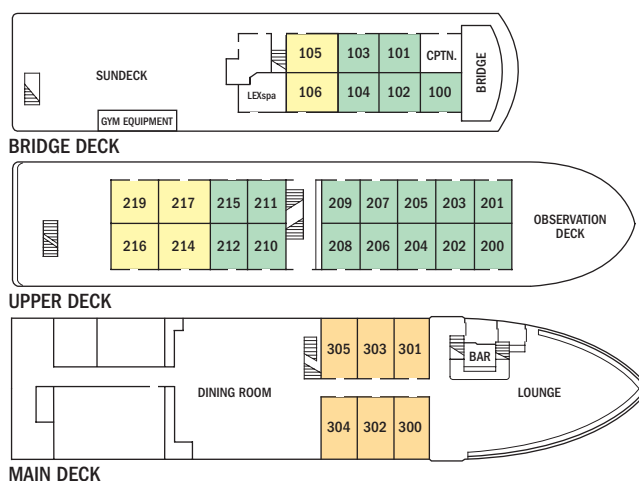 105 103 101 CPTN.
SUNDECK
BRIDGE
LEXspa 106 104 102 100
GYM EQUIPMENT
BRIDGE DECK
219 217 215 211 209 207 205 203 201
OBSERVATION
DECK
216 214 212 210 208 206 204 202 200
UPPER DECK
305 303 301
BAR
DINING ROOM
LOUNGE
304 302 300
MAIN DECK